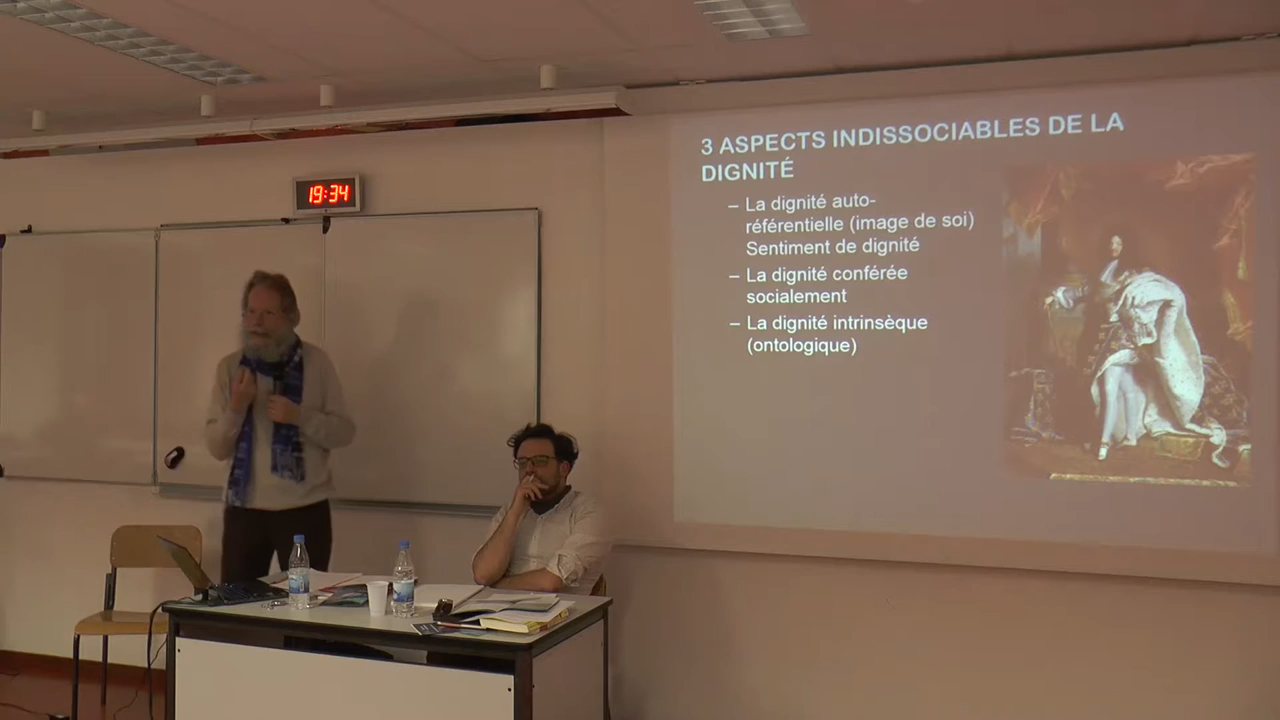 19:34
3 ASPECTS INDISSOCIABLES DE LA
DIGNITÉ
– La dignité auto-
référentielle (image de soi)
Sentiment de dignité
– La dignité conférée
socialement
– La dignité intrinsèque
(ontologique)